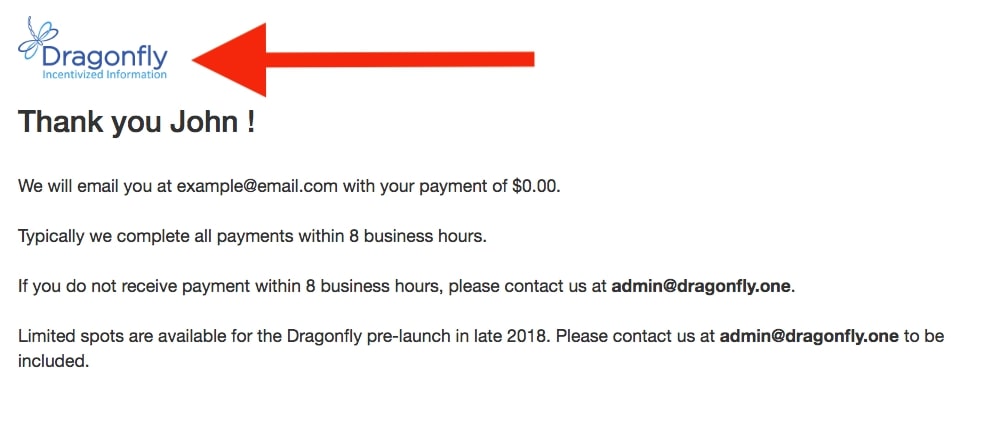 Dragonfly
Incentivized Information
Thank you John !
We will email you at example@email.com with your payment of $0.00.
Typically we complete all payments within 8 business hours.
If you do not receive payment within 8 business hours, please contact us at admin@dragonfly.one.
Limited spots are available for the Dragonfly pre-launch in late 2018. Please contact us at admin@dragonfly.one to be
included.